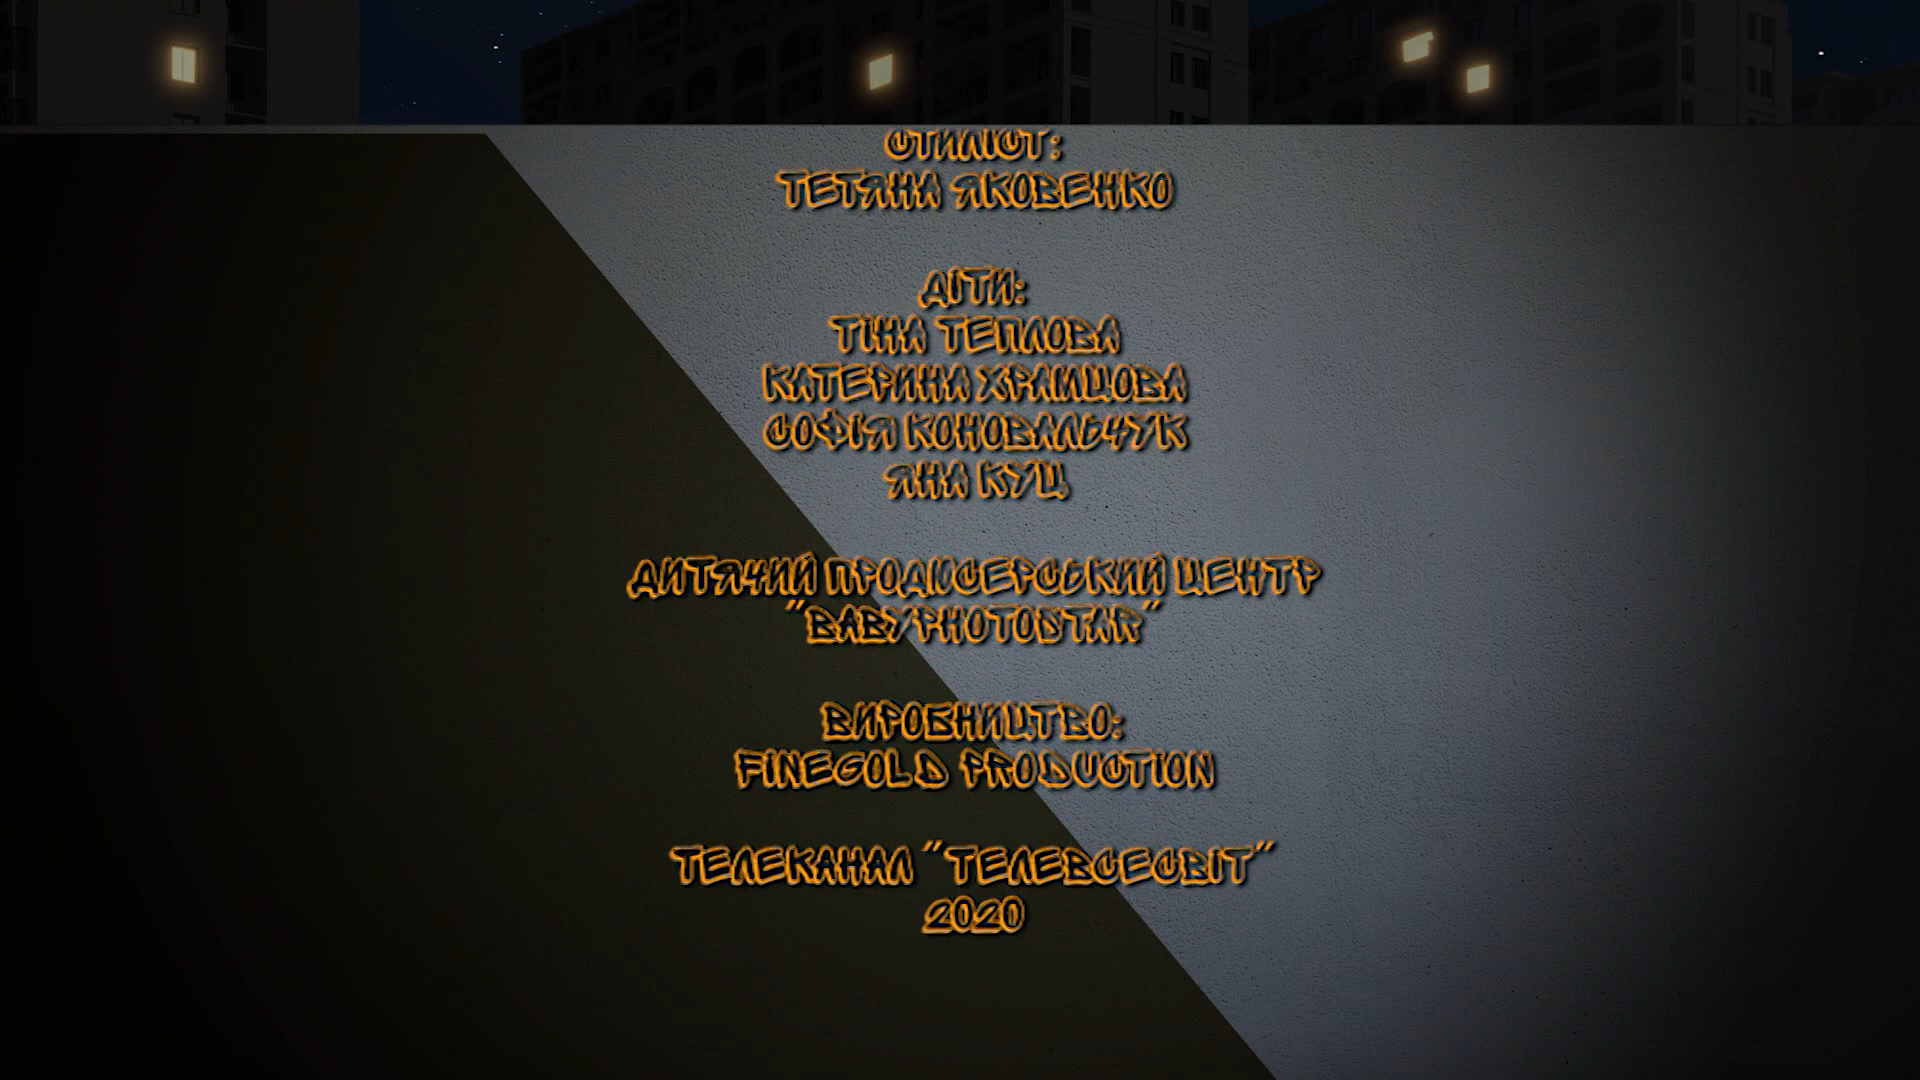 СТИЛІСТ:
ТЕТЯНА ЯКОВЕНКО
ДІТИ:
ТІНА ТЕПЛОВА
КАТЕРИНА ХРАМЦОВА
СОФІЯ КОНОВАЛЬЧУК
ЯНА КУЦ
ДИТЯЧИЙ ПРОДЮСЕРСЬКИЙ ЦЕНТР
"BABYPHOTOSTAR"
ВИРОБНИЦТВО:
FINEGOLD PRODUCTION
ТЕЛЕКАНАЛ "ТЕЛЕВСЕСВІТ"
2020